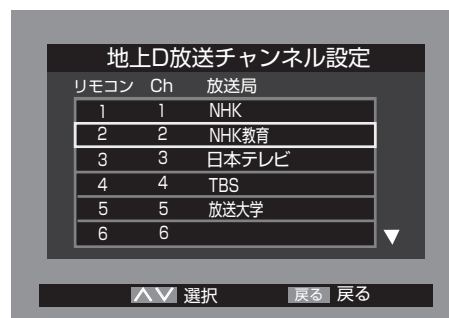 地上D放送チャンネル設定
リモコン Ch 放送局
1 1 NHK
2 2 NHK教育
3 3 日本テレビ
4 4 TBS
5 5 放送大学
6 6
▼
∧∨ 選択 戻る 戻る